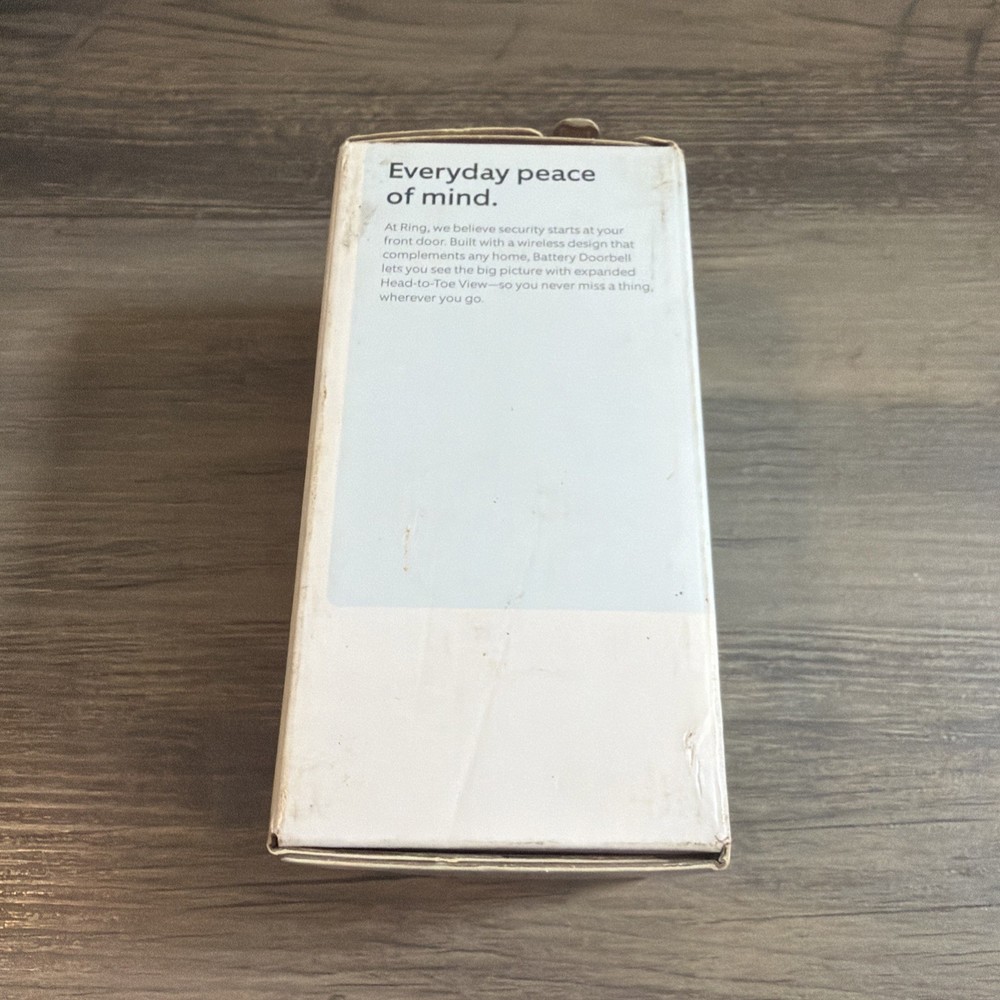 Everyday peace
of mind.
At Ring, we believe security starts at your
front door. Built with a wireless design that
complements any home, Battery Doorbell
lets you see the big picture with expanded
Head-to-Toe View—so you never miss a thing,
wherever you go.